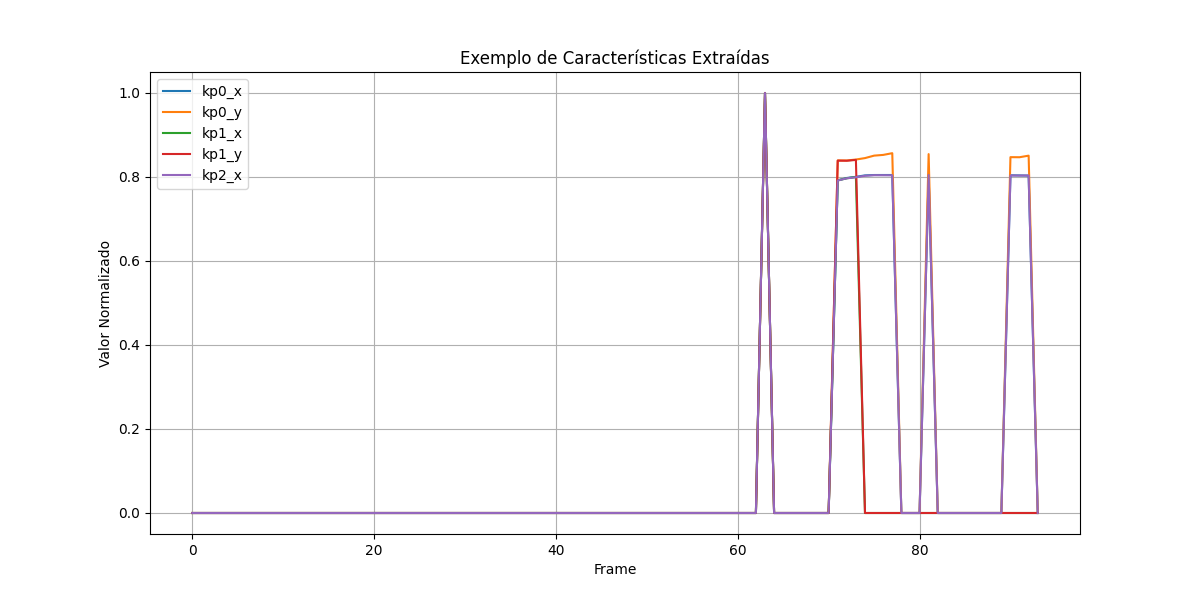 Exemplo de Características Extraídas
kp0_x
kp0_y
kp1_x
kp1_y
kp2_x
Valor Normalizado
1.0
0.8
0.6
0.4
0.2
0.0
0 20 40 60 80
Frame